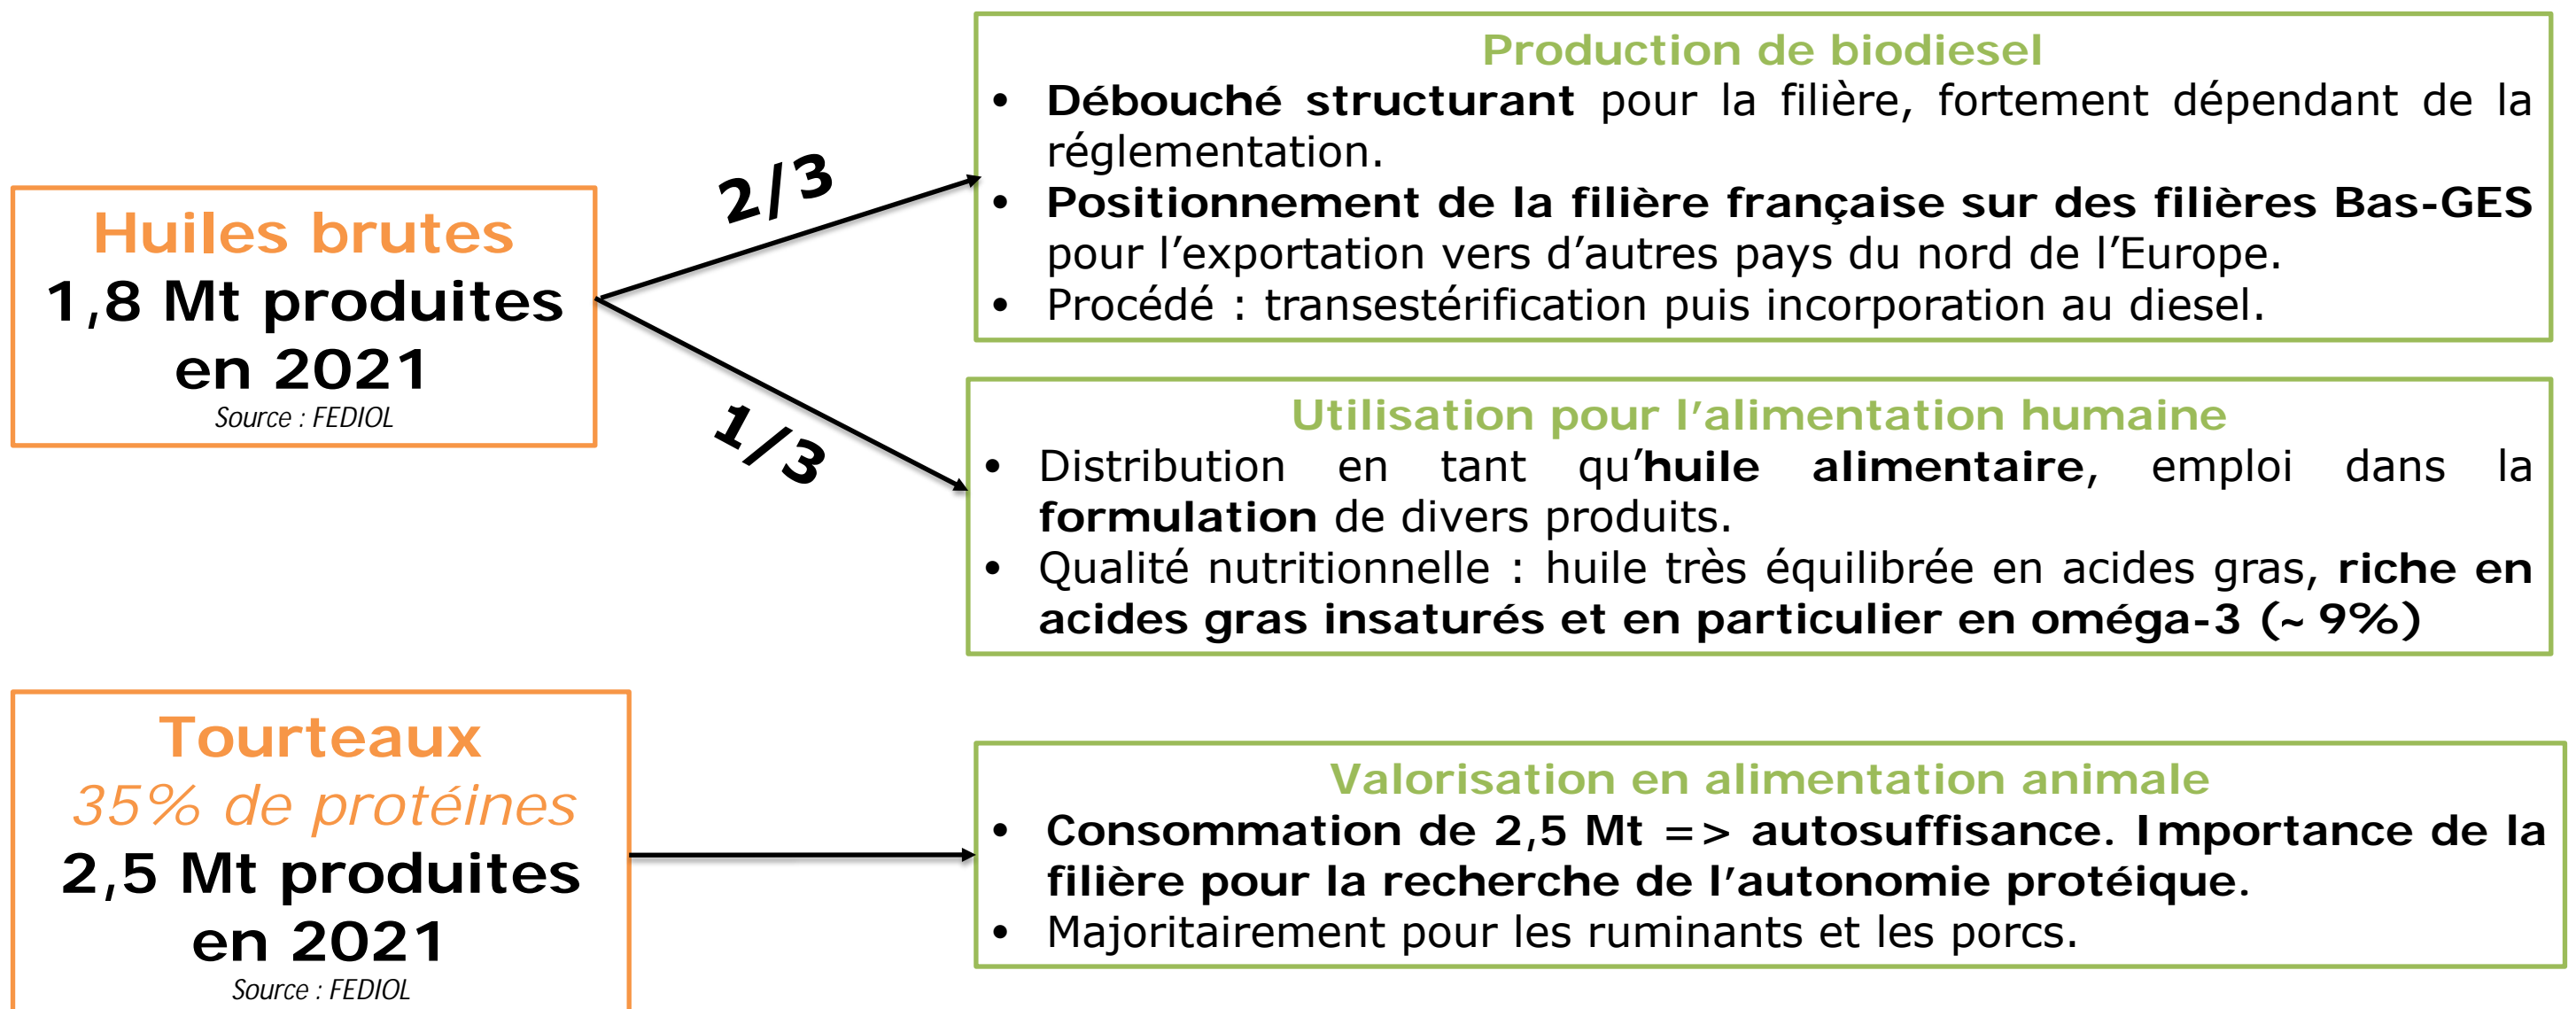 Huiles brutes
1,8 Mt produites
en 2021
Source : FEDIOL
2/3
1/3
Production de biodiesel
• Débouché structurant pour la filière, fortement dépendant de la
réglementation.
• Positionnement de la filière française sur des filières Bas-GES
pour l’exportation vers d’autres pays du nord de l’Europe.
• Procédé : transestérification puis incorporation au diesel.
Utilisation pour l’alimentation humaine
• Distribution en tant qu’huile alimentaire, emploi dans la
formulation de divers produits.
• Qualité nutritionnelle : huile très équilibrée en acides gras, riche en
acides gras insaturés et en particulier en oméga-3 (~ 9%)
Tourteaux
35% de protéines
2,5 Mt produites
en 2021
Source : FEDIOL
Valorisation en alimentation animale
• Consommation de 2,5 Mt => autosuffisance. Importance de la
filière pour la recherche de l’autonomie protéique.
• Majoritairement pour les ruminants et les porcs.